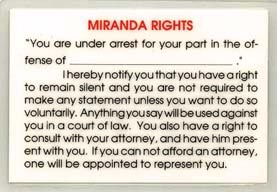 MIRANDA RIGHTS
"You are under arrest for your part in the of-
fense of ______________________."
I hereby notify you that you have a right
to remain silent and you are not required to
make any statement unless you want to do so
voluntarily. Anything you say will be used against
you in a court of law. You also have a right to
consult with your attorney, and have him pres-
ent with you. If you can not afford an attorney,
one will be appointed to represent you.